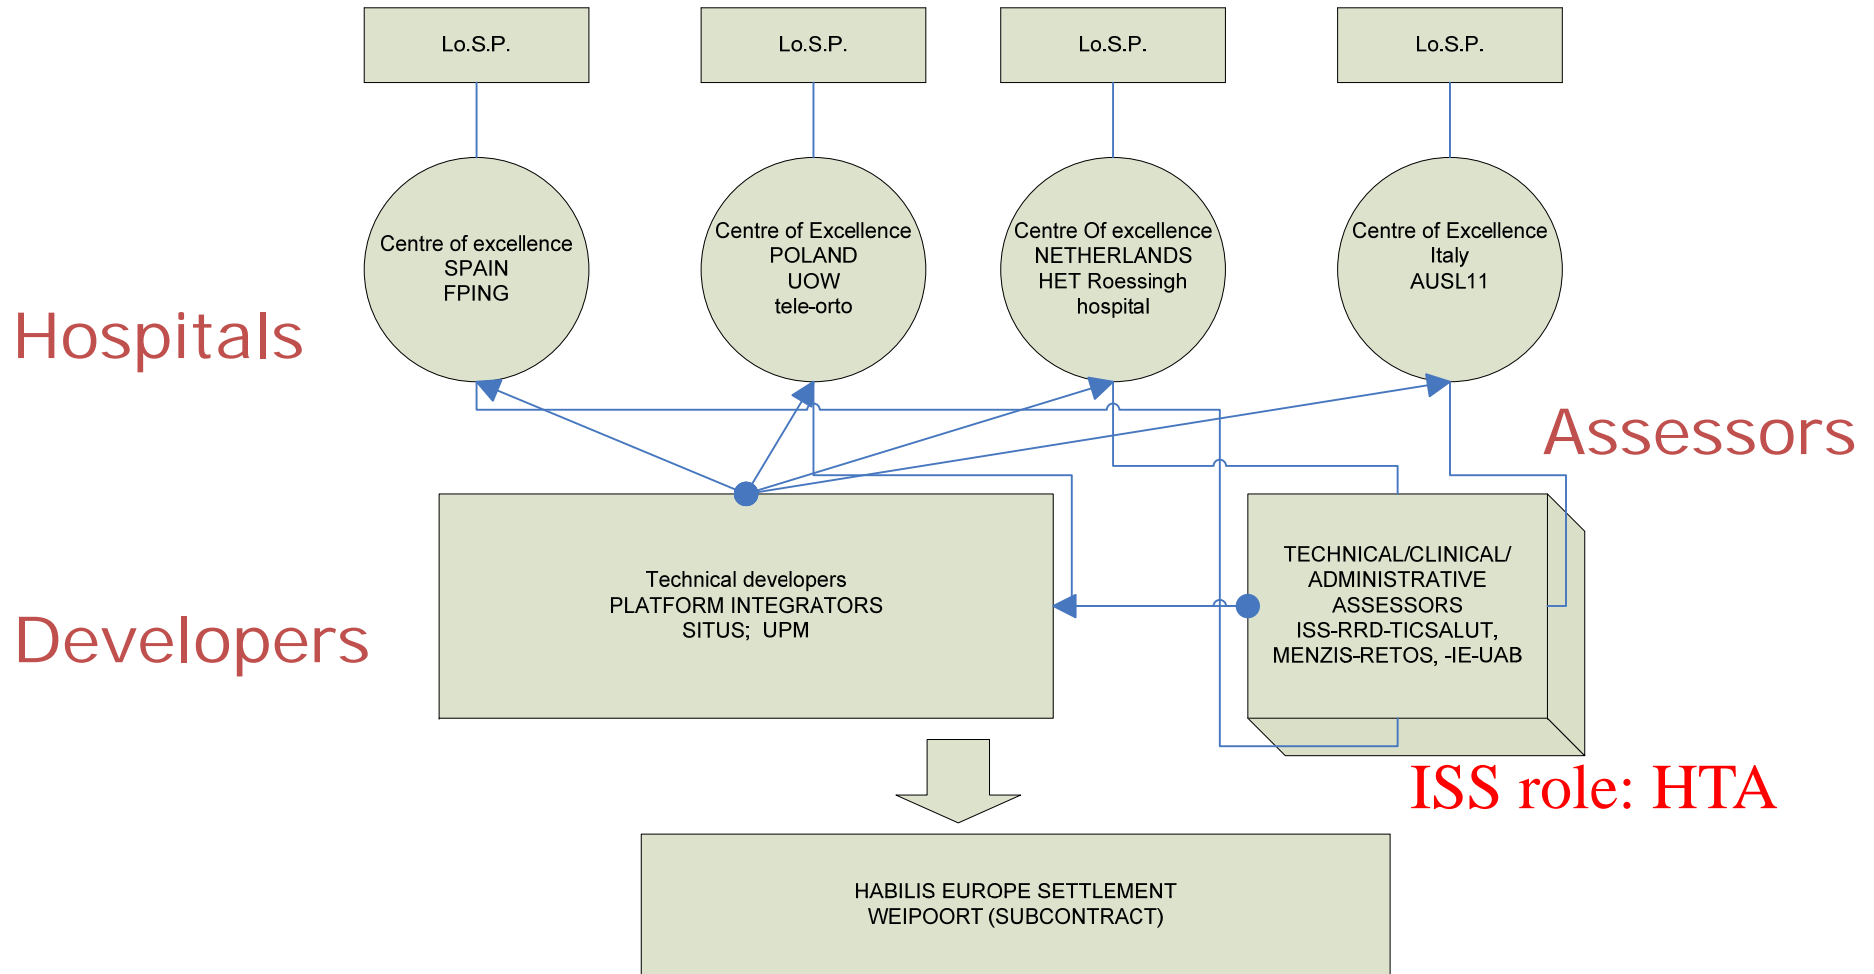 Lo.S.P.
Lo.S.P.
Lo.S.P.
Lo.S.P.
Centre of excellence
SPAIN
FPING
Centre of Excellence
POLAND
UOW
tele-orto
Centre Of excellence
NETHERLANDS
HET Roessingh
hospital
Centre of Excellence
Italy
AUSL11
Hospitals
Assessors
Developers
Technical developers
PLATFORM INTEGRATORS
SITUS; UPM
TECHNICAL/CLINICAL/
ADMINISTRATIVE
ASSESSORS
ISS-RRD-TICSALUT,
MENZIS-RETOS, -IE-UAB
ISS role: HTA
HABILIS EUROPE SETTLEMENT
WEIPOORT (SUBCONTRACT)